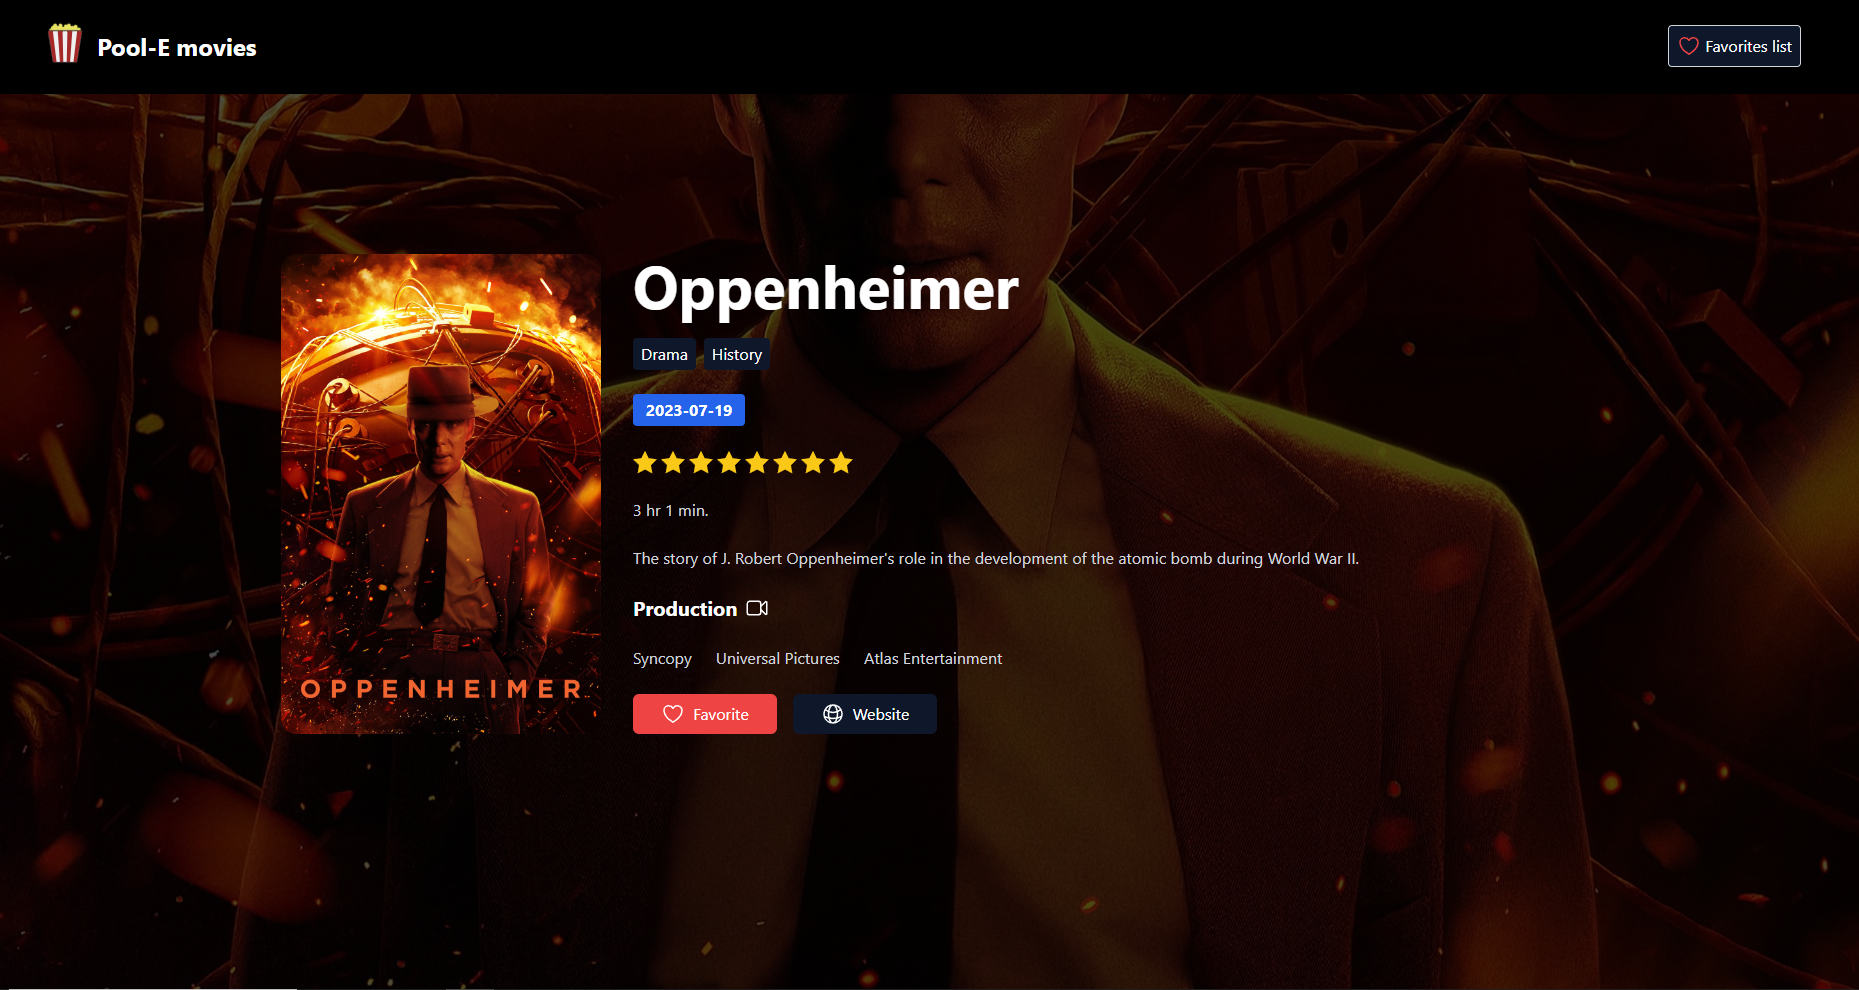 Pool-E movies
Favorites list
Oppenheimer
Drama History
2023-07-19
3 hr 1 min.
The story of J. Robert Oppenheimer's role in the development of the atomic bomb during World War II.
Production
Syncopy Universal Pictures Atlas Entertainment
Favorite Website
OPPENHEIMER